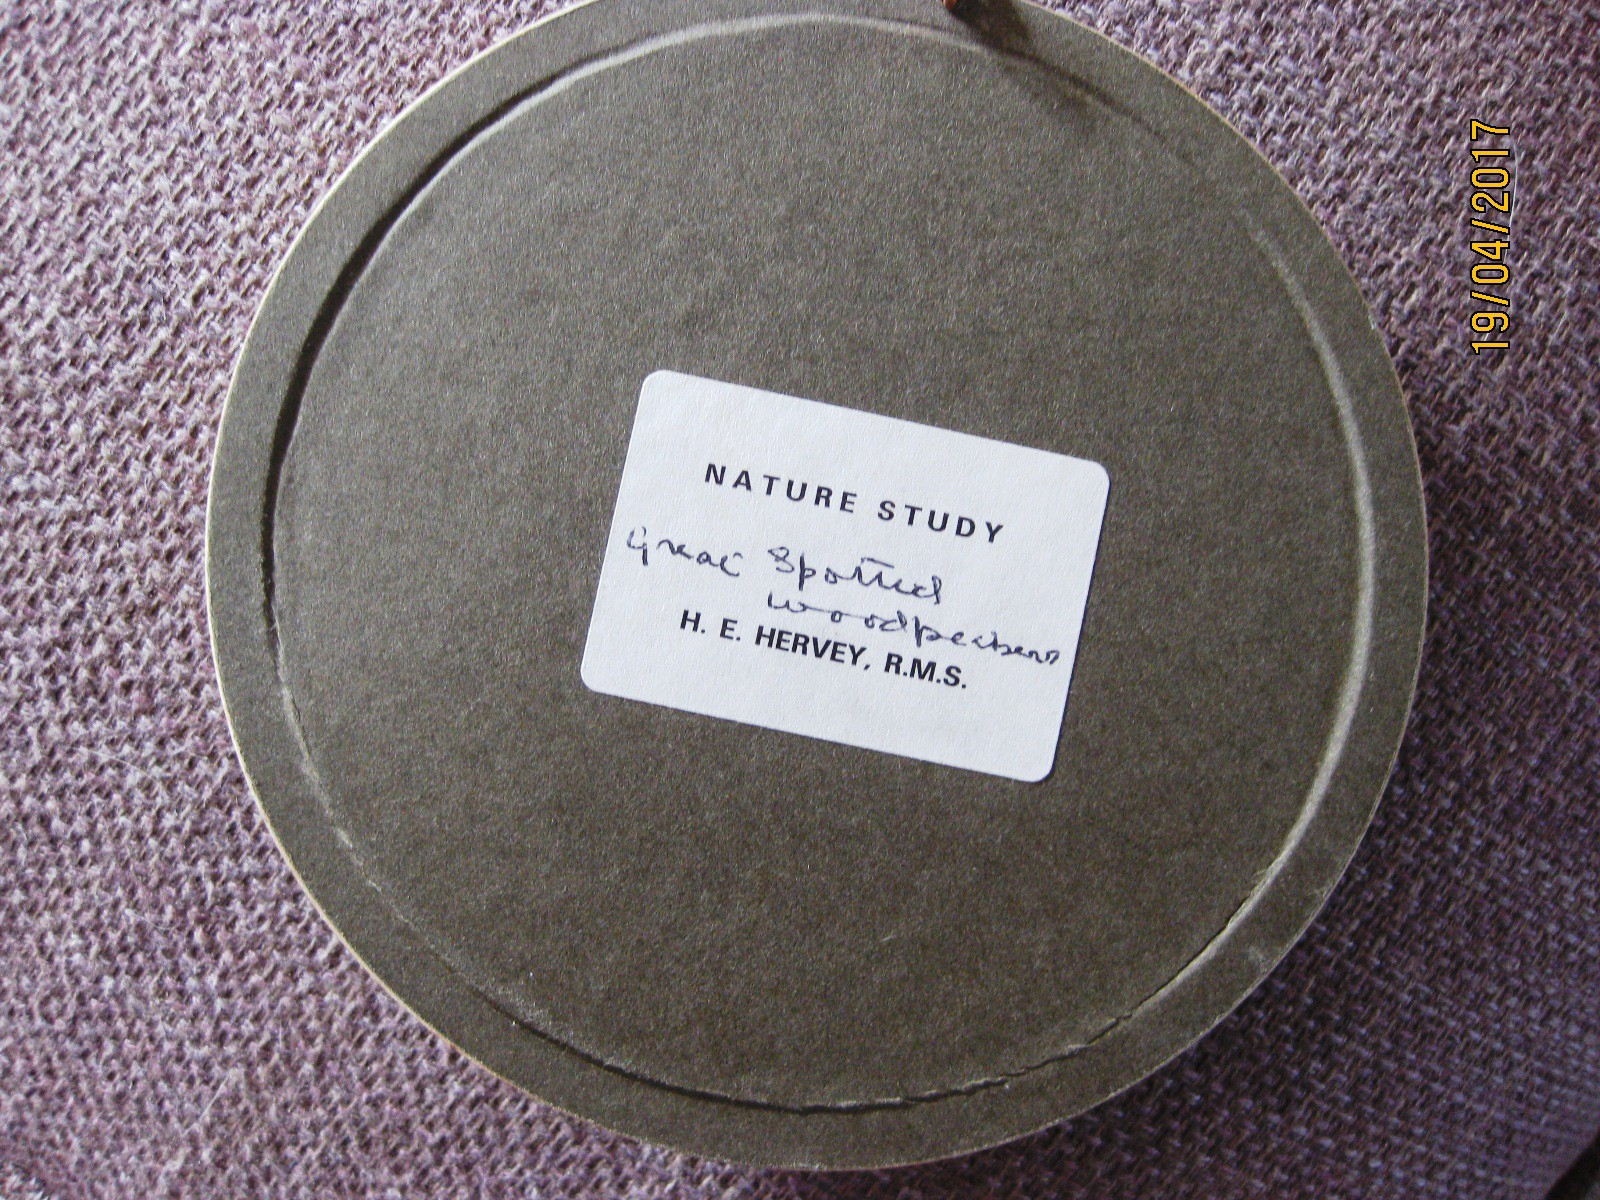 NATURE STUDY
Great Spotted
Woodpeckers
H. E. HERVEY, R.M.S.
19/04/2017